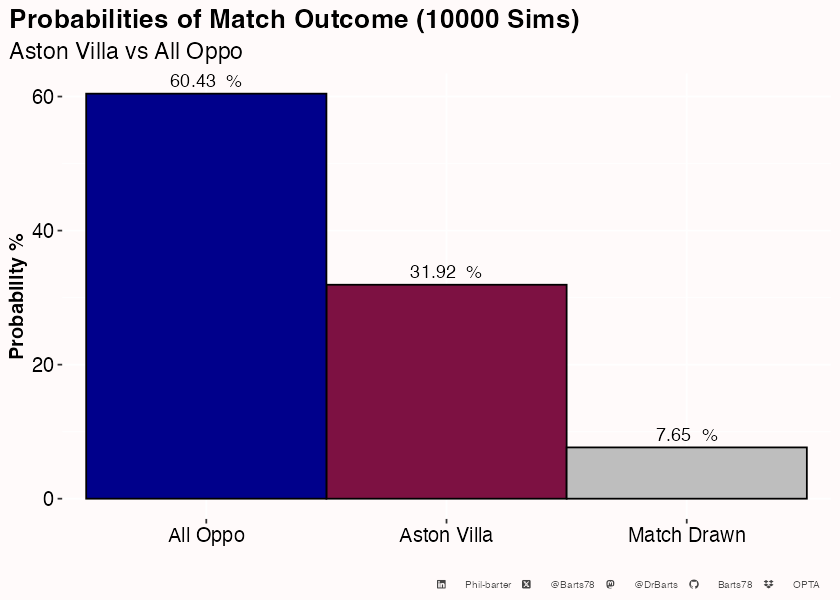 Probabilities of Match Outcome (10000 Sims)
Aston Villa vs All Oppo
60.43 %
60
40
31.92 %
Probability %
20
7.65 %
0
All Oppo Aston Villa Match Drawn
Phil-barter @Barts78 @DrBarts Barts78 OPTA